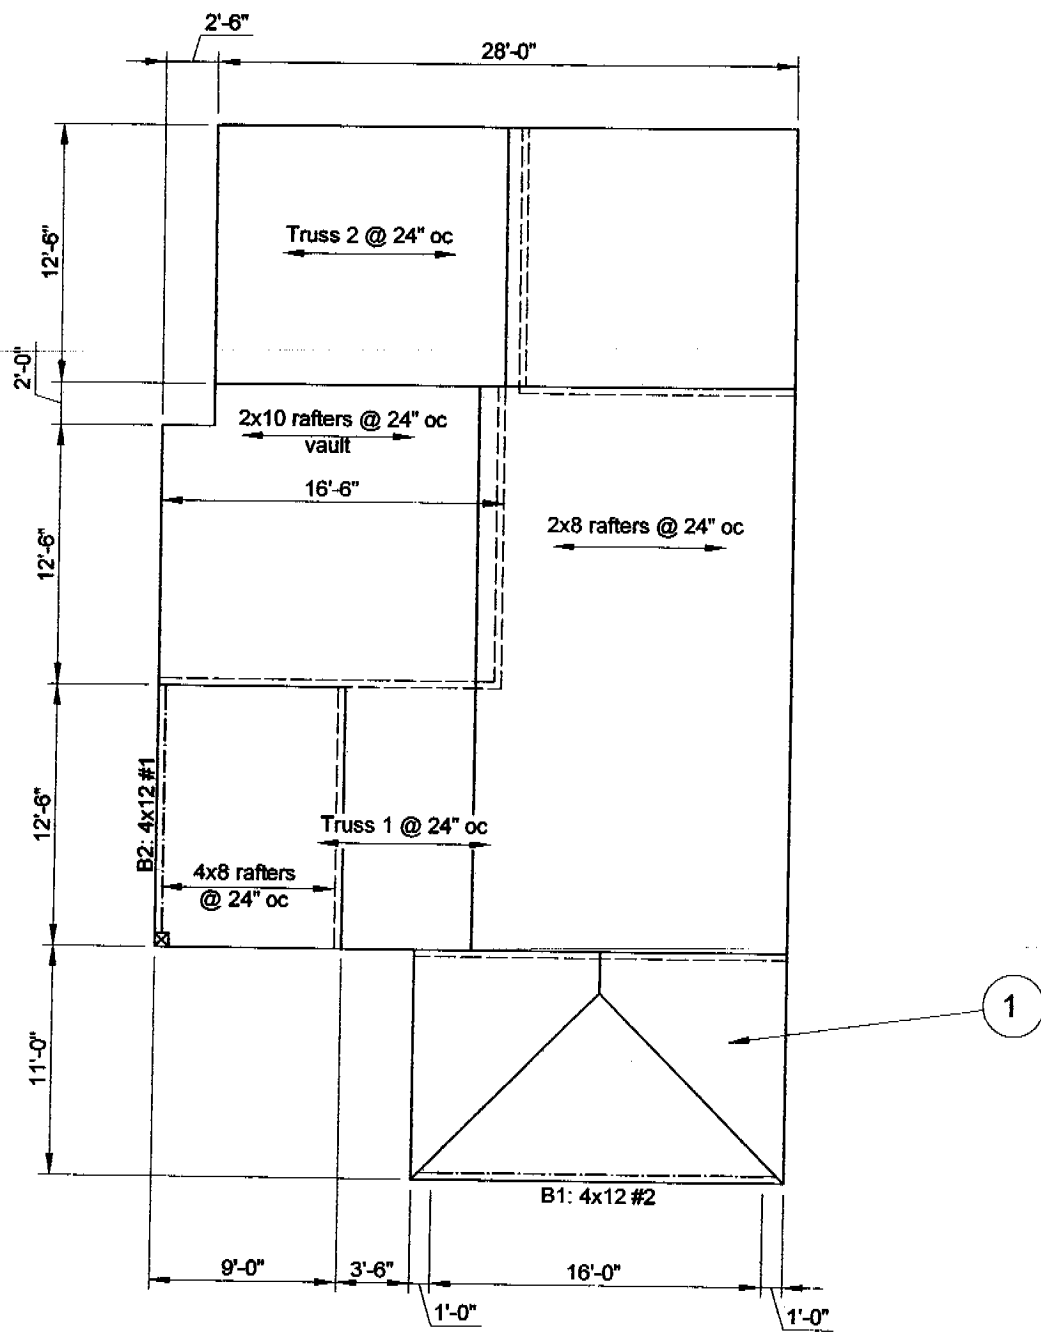 2'-6"
28'-0"
12'-6"
Truss 2 @ 24" oc
2'-0"
2x10 rafters @ 24" oc
vault
16'-6"
12'-6"
2x8 rafters @ 24" oc
B2: 4x12 #1
12'-6"
Truss 1 @ 24" oc
4x8 rafters
@ 24" oc
1
11'-0"
B1: 4x12 #2
9'-0"
3'-6"
16'-0"
1'-0"
1'-0"